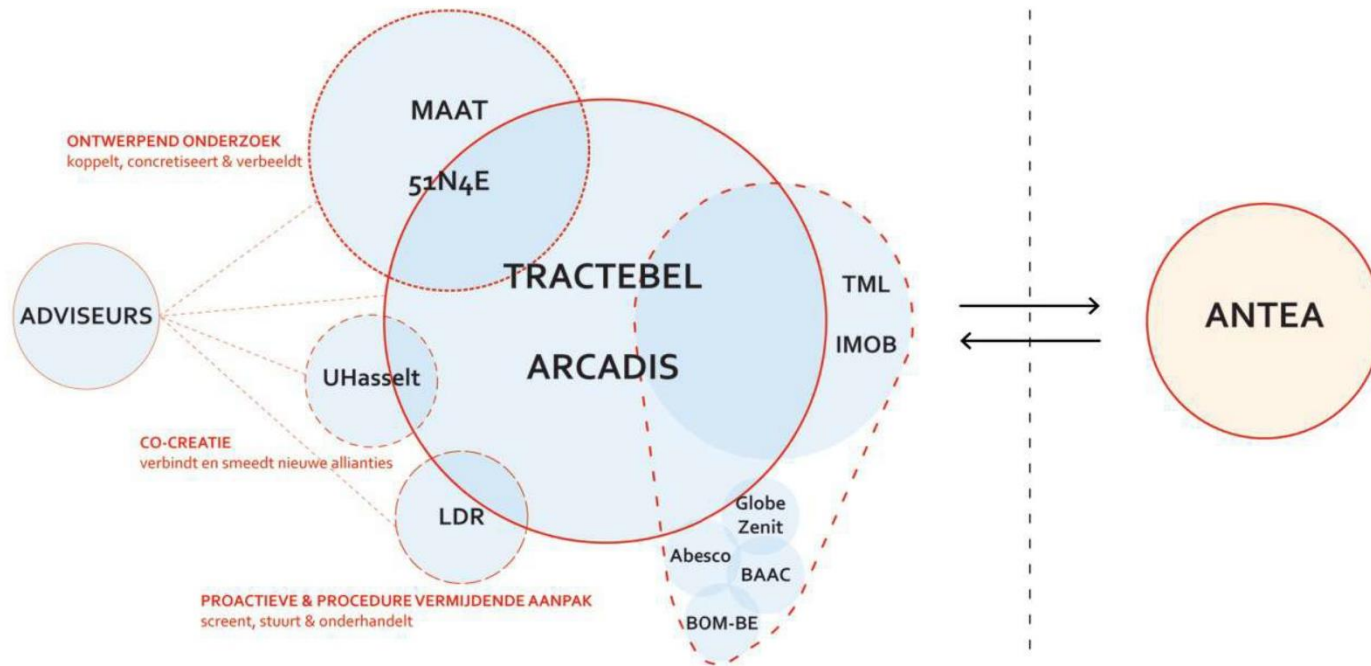 MAAT
ONTWERPEND ONDERZOEK
koppelt, concretiseert & verbeeldt
51N4E
TRACTEBEL
TML
ADVISEURS
ANTEA
IMOB
ARCADIS
UHasselt
CO-CREATIE
verbindt en smeedt nieuwe allianties
LDR
Globe
Zenit
Abesco
BAAC
PROACTIEVE & PROCEDURE VERMIJDENDE AANPAK
screent, stuurt & onderhandelt
BOM-BE